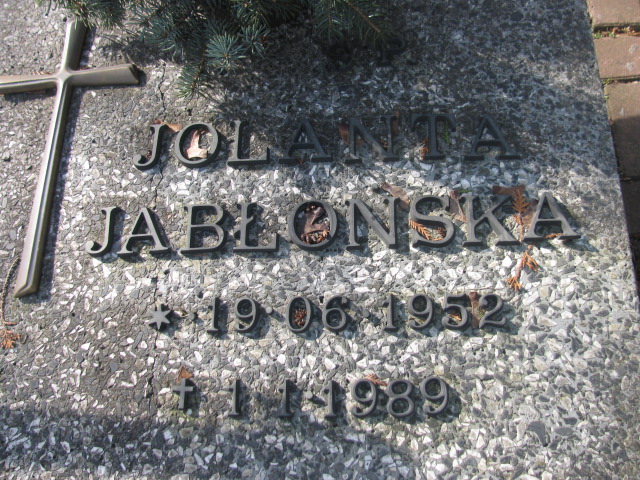 JOLANTA
JABŁOŃSKA
* 19 06 1952
† 1 1 1989